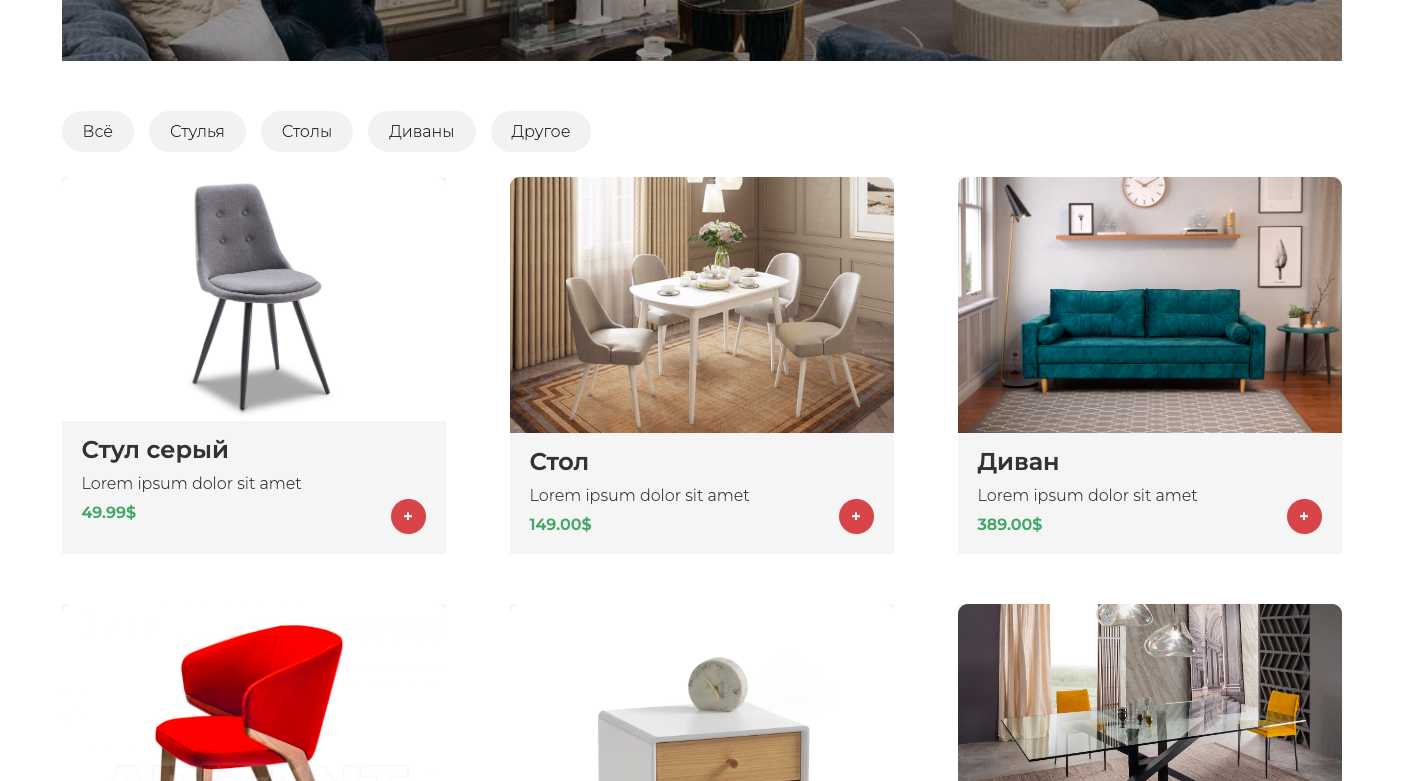 Всё
Стулья
Столы
Диваны
Другое
Стул серый
Lorem ipsum dolor sit amet
49.99$
+
Стол
Lorem ipsum dolor sit amet
149.00$
+
Диван
Lorem ipsum dolor sit amet
389.00$
+